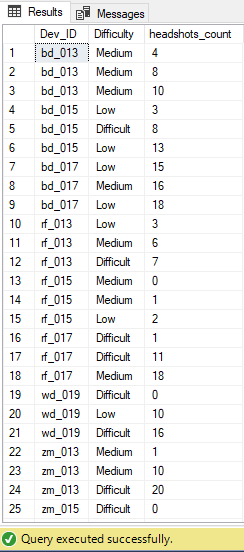 Results Messages
Dev_ID Difficulty headshots_count
1 bd_013 Medium 4
2 bd_013 Medium 8
3 bd_013 Medium 10
4 bd_015 Low 3
5 bd_015 Difficult 8
6 bd_015 Low 13
7 bd_017 Low 15
8 bd_017 Medium 16
9 bd_017 Low 18
10 rf_013 Low 3
11 rf_013 Medium 6
12 rf_013 Difficult 7
13 rf_015 Medium 0
14 rf_015 Medium 1
15 rf_015 Low 2
16 rf_017 Difficult 1
17 rf_017 Difficult 11
18 rf_017 Medium 18
19 wd_019 Difficult 0
20 wd_019 Low 10
21 wd_019 Difficult 16
22 zm_013 Medium 1
23 zm_013 Medium 10
24 zm_013 Difficult 20
25 zm_015 Difficult 0
Query executed successfully.